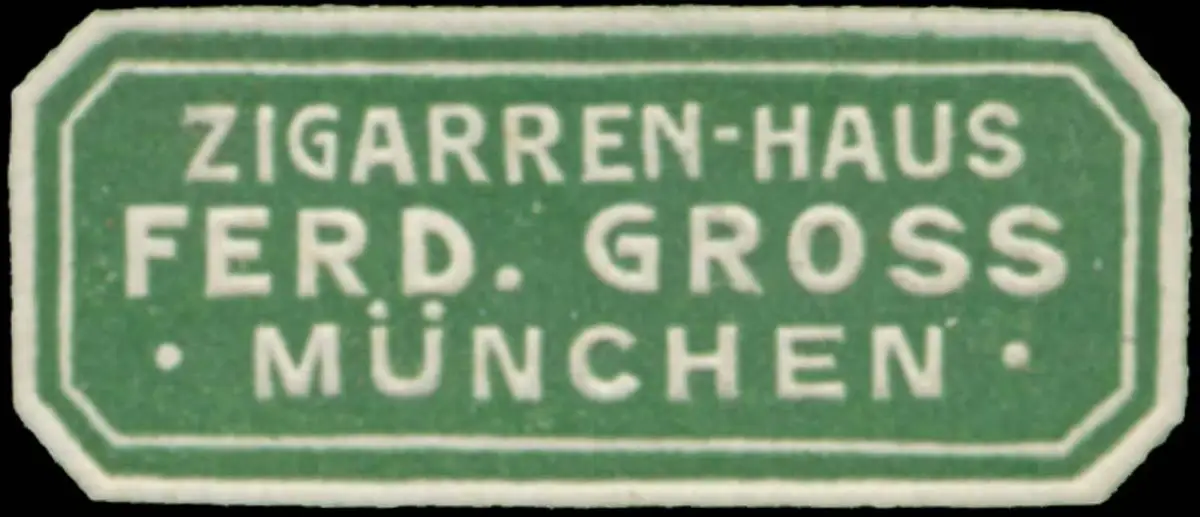 ZIGARREN-HAUS
FERD. GROSS
· MÜNCHEN ·